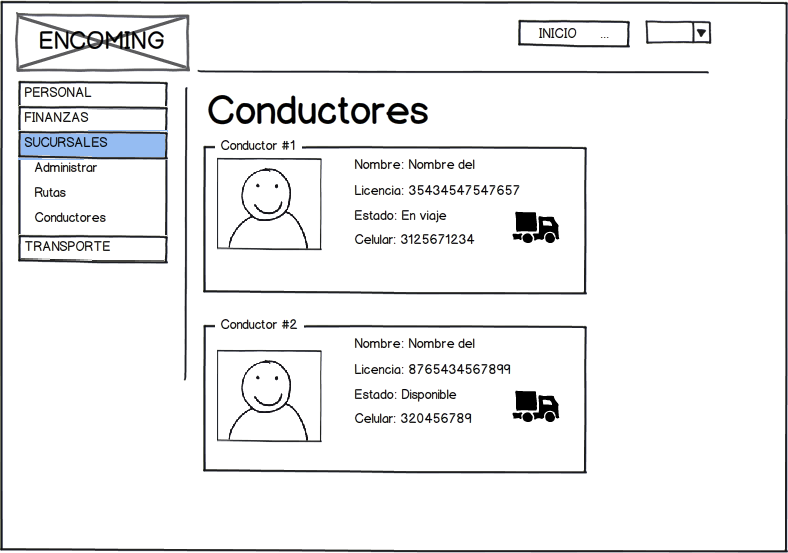 ENCOMING
INICIO ...
PERSONAL
FINANZAS
SUCURSALES
Administrar
Rutas
Conductores
TRANSPORTE
Conductores
Conductor #1
Nombre: Nombre del
Licencia: 35434547547657
Estado: En viaje
Celular: 3125671234
Conductor #2
Nombre: Nombre del
Licencia: 8765434567899
Estado: Disponible
Celular: 320456789